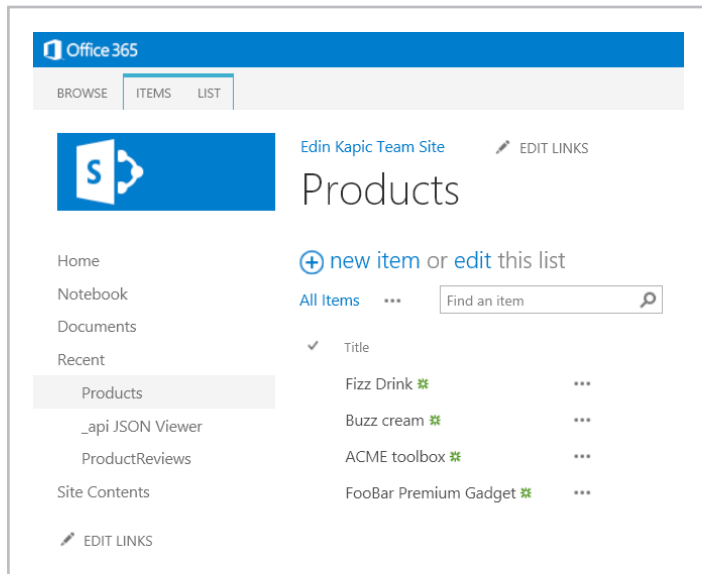 Office 365
BROWSE ITEMS LIST
S
Edin Kapic Team Site EDIT LINKS
Products
Home
Notebook
Documents
Recent
Products
_api JSON Viewer
ProductReviews
Site Contents
EDIT LINKS
new item or edit this list
All Items ••• Find an item
Title
Fizz Drink •••
Buzz cream •••
ACME toolbox •••
FooBar Premium Gadget •••